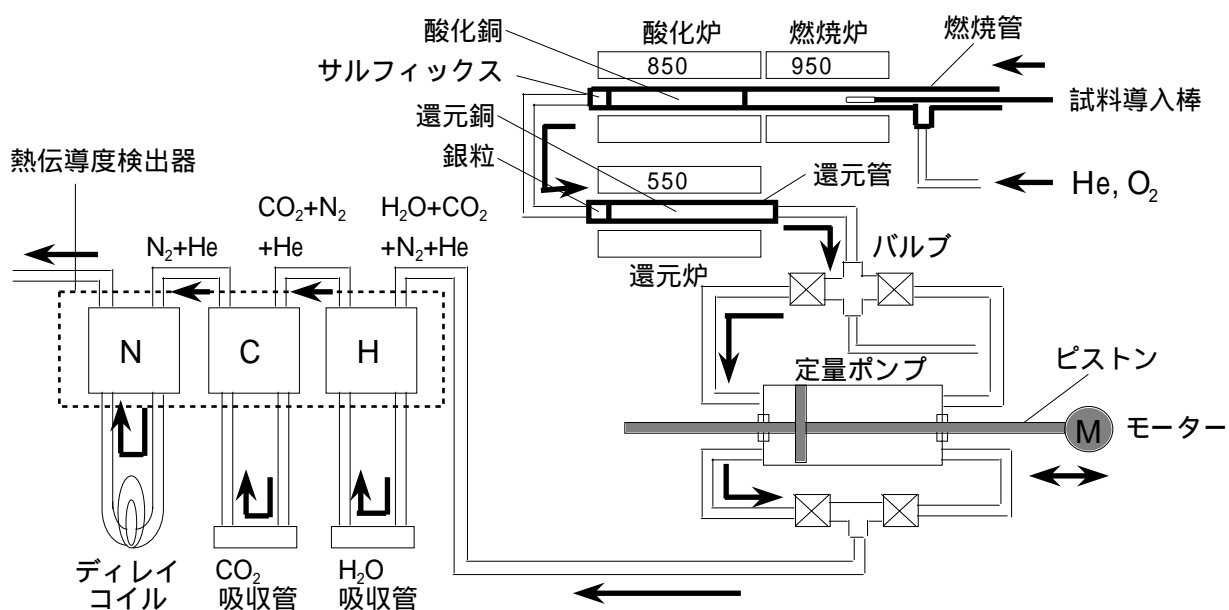 酸化銅
酸化炉
燃焼炉
燃焼管
850
950
サルフィックス
試料導入棒
還元銅
銀粒
熱伝導度検出器
550
還元管
He, O2
CO2+N2
+He
H2O+CO2
+N2+He
N2+He
還元炉
バルブ
N
C
H
定量ポンプ
ピストン
M
モーター
ディレイ
コイル
CO2
吸収管
H2O
吸収管